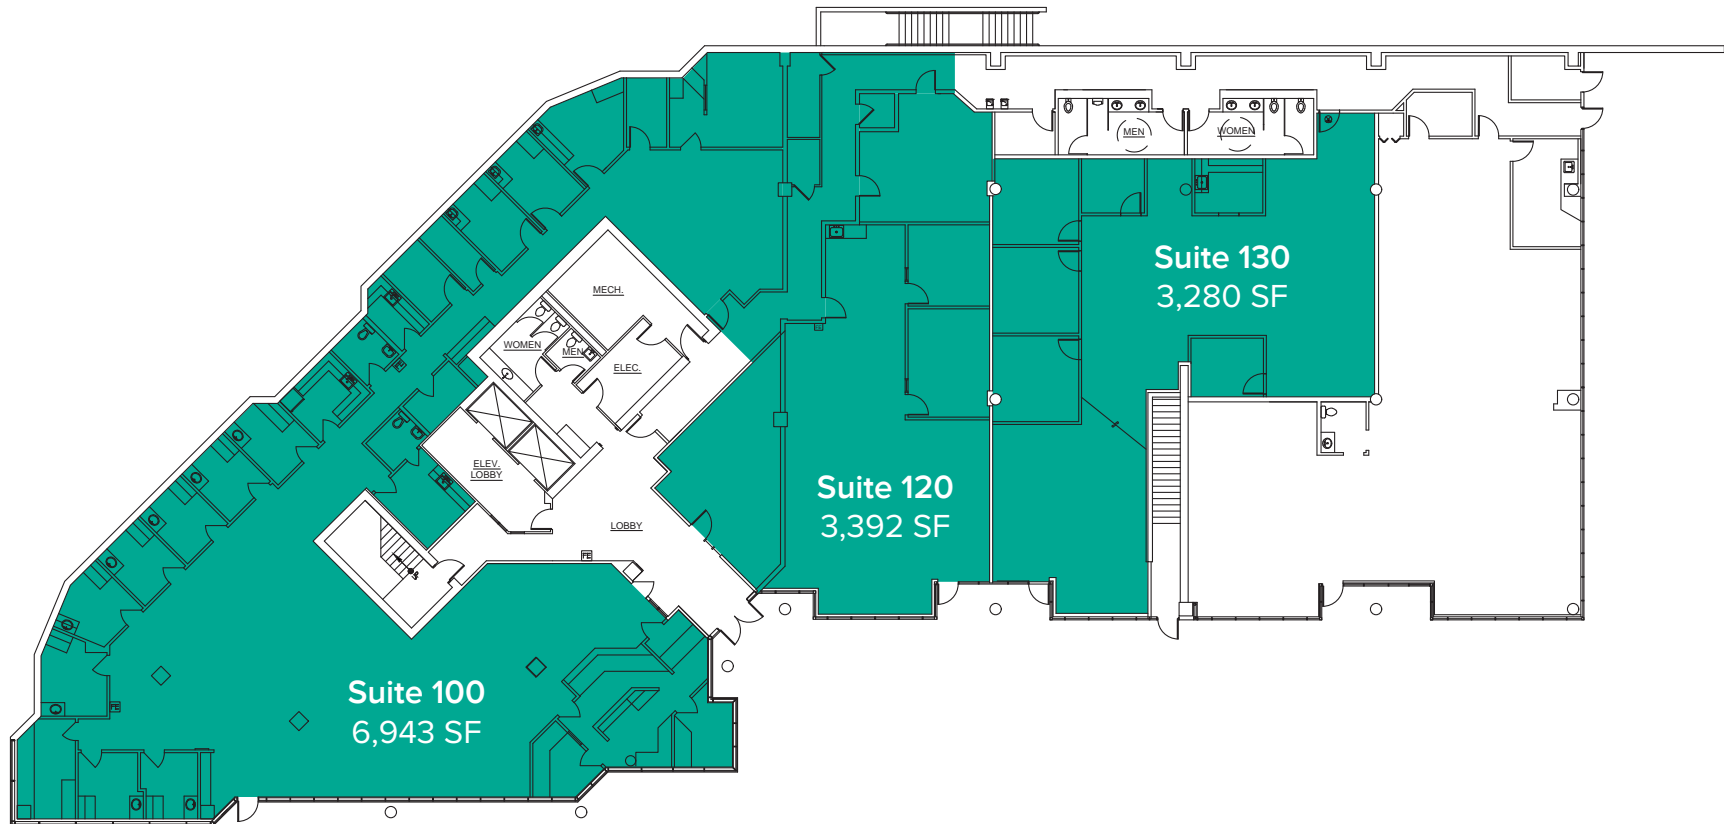 MEN
WOMEN
Suite 130
3,280 SF
MECH.
WOMEN
MEN
ELEC.
ELEV.
LOBBY
LOBBY
Suite 120
3,392 SF
FE
FE
Suite 100
6,943 SF